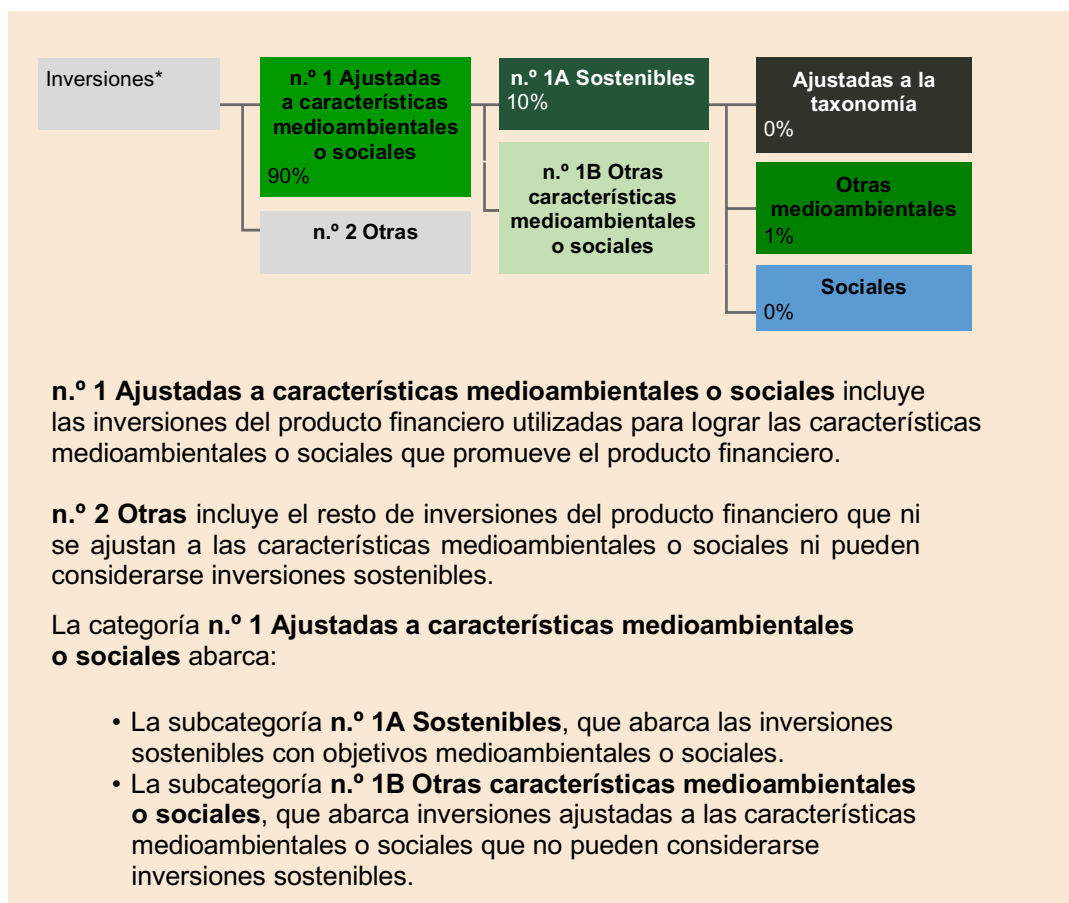 Inversiones*
n.º 1 Ajustadas
a características
medioambientales
o sociales
90%
n.º 2 Otras
n.º 1A Sostenibles
10%
n.º 1B Otras
características
medioambientales
o sociales
Ajustadas a la
taxonomía
0%
Otras
medioambientales
1%
Sociales
0%
n.º 1 Ajustadas a características medioambientales o sociales incluye
las inversiones del producto financiero utilizadas para lograr las características
medioambientales o sociales que promueve el producto financiero.
n.º 2 Otras incluye el resto de inversiones del producto financiero que ni
se ajustan a las características medioambientales o sociales ni pueden
considerarse inversiones sostenibles.
La categoría n.º 1 Ajustadas a características medioambientales
o sociales abarca:
• La subcategoría n.º 1A Sostenibles, que abarca las inversiones
sostenibles con objetivos medioambientales o sociales.
• La subcategoría n.º 1B Otras características medioambientales
o sociales, que abarca inversiones ajustadas a las características
medioambientales o sociales que no pueden considerarse
inversiones sostenibles.